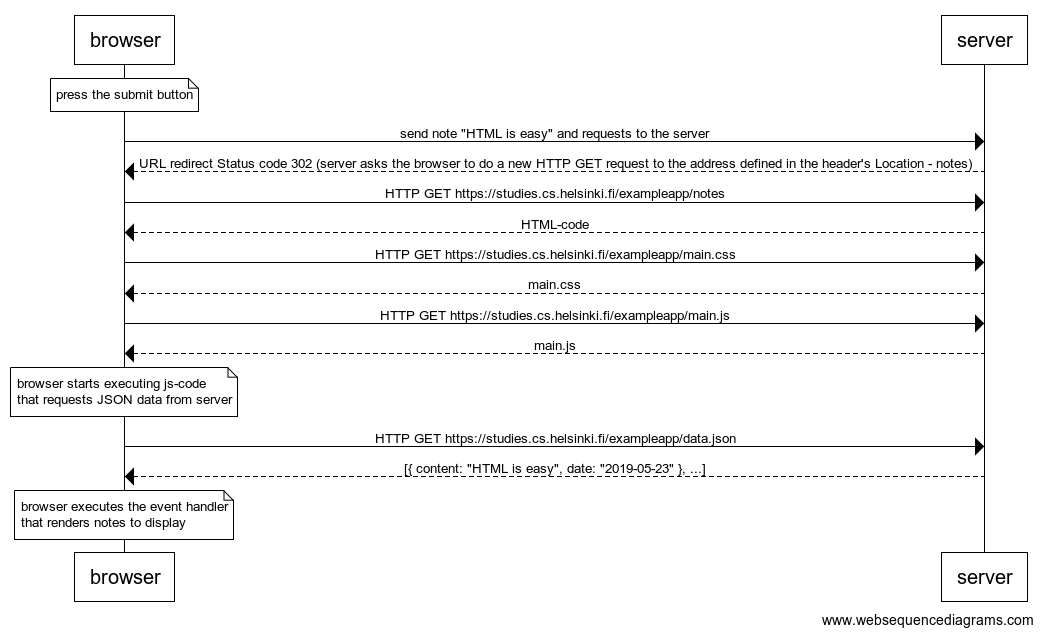 browser
server
press the submit button
send note "HTML is easy" and requests to the server
URL redirect Status code 302 (server asks the browser to do a new HTTP GET request to the address defined in the header's Location - notes)
HTTP GET https://studies.cs.helsinki.fi/exampleapp/notes
HTML-code
HTTP GET https://studies.cs.helsinki.fi/exampleapp/main.css
main.css
HTTP GET https://studies.cs.helsinki.fi/exampleapp/main.js
main.js
browser starts executing js-code
that requests JSON data from server
HTTP GET https://studies.cs.helsinki.fi/exampleapp/data.json
[{ content: "HTML is easy", date: "2019-05-23" }, ...]
browser executes the event handler
that renders notes to display
browser
server
www.websequencediagrams.com